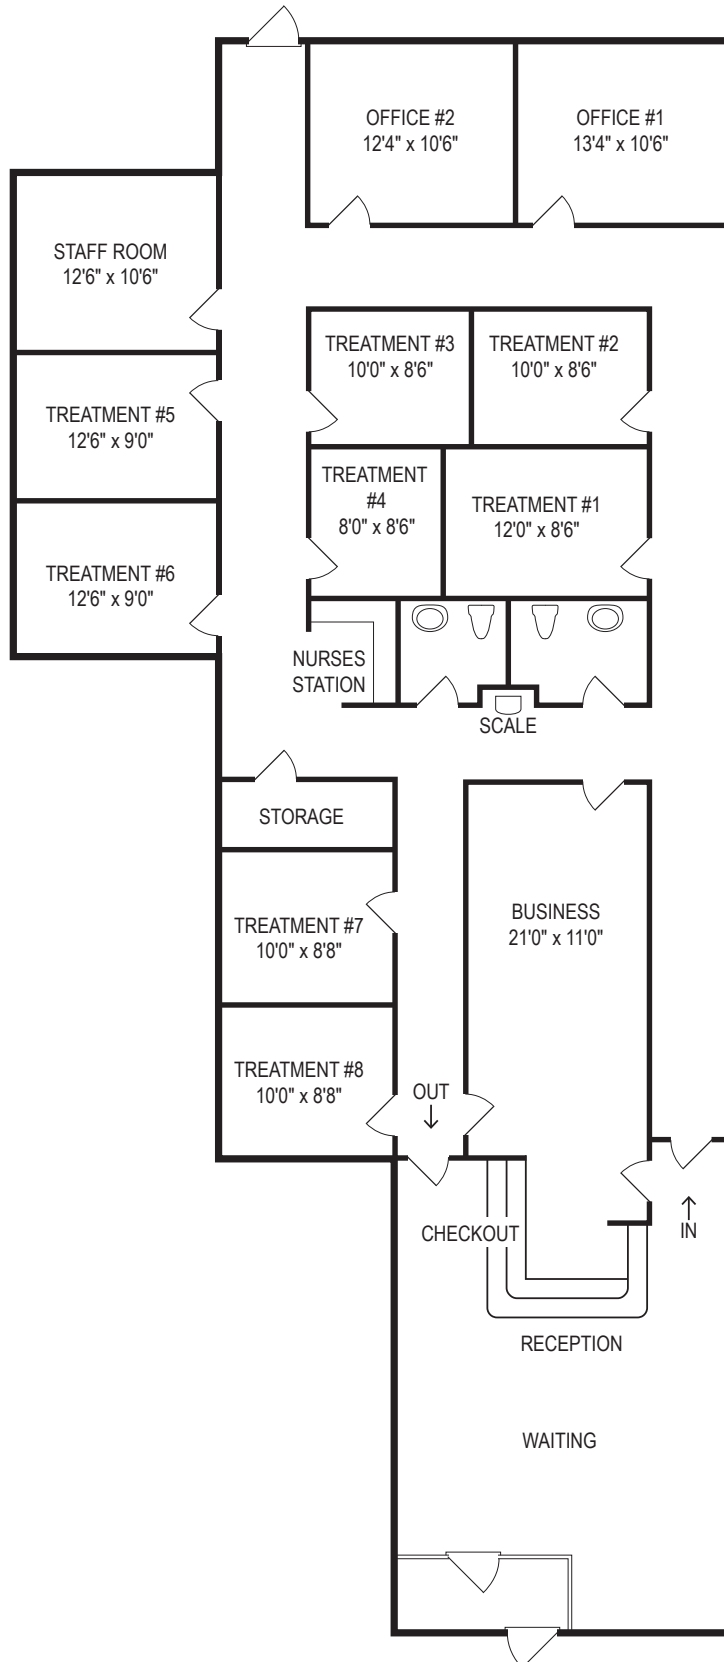 OFFICE #2
12'4" x 10'6"
OFFICE #1
13'4" x 10'6"
STAFF ROOM
12'6" x 10'6"
TREATMENT #3
10'0" x 8'6"
TREATMENT #2
10'0" x 8'6"
TREATMENT #5
12'6" x 9'0"
TREATMENT
#4
8'0" x 8'6"
TREATMENT #1
12'0" x 8'6"
TREATMENT #6
12'6" x 9'0"
NURSES
STATION
SCALE
STORAGE
BUSINESS
21'0" x 11'0"
TREATMENT #7
10'0" x 8'8"
TREATMENT #8
10'0" x 8'8"
OUT
CHECKOUT
IN
RECEPTION
WAITING